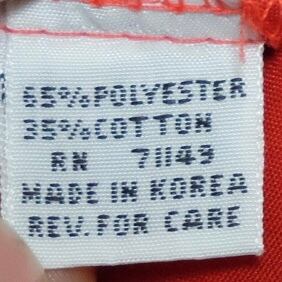 65% POLYESTER
35% COTTON
RN 71149
MADE IN KOREA
REV. FOR CARE